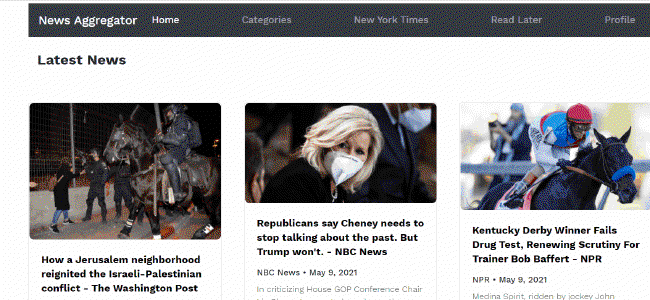 News Aggregator Home Categories New York Times Read Later Profile
Latest News
How a Jerusalem neighborhood
reignited the Israeli-Palestinian
conflict - The Washington Post
Republicans say Cheney needs to
stop talking about the past. But
Trump won't. - NBC News
NBC News • May 9, 2021
In criticizing House GOP Conference Chair
Kentucky Derby Winner Fails
Drug Test, Renewing Scrutiny For
Trainer Bob Baffert - NPR
NPR • May 9, 2021
Medina Spirit, ridden by jockey John